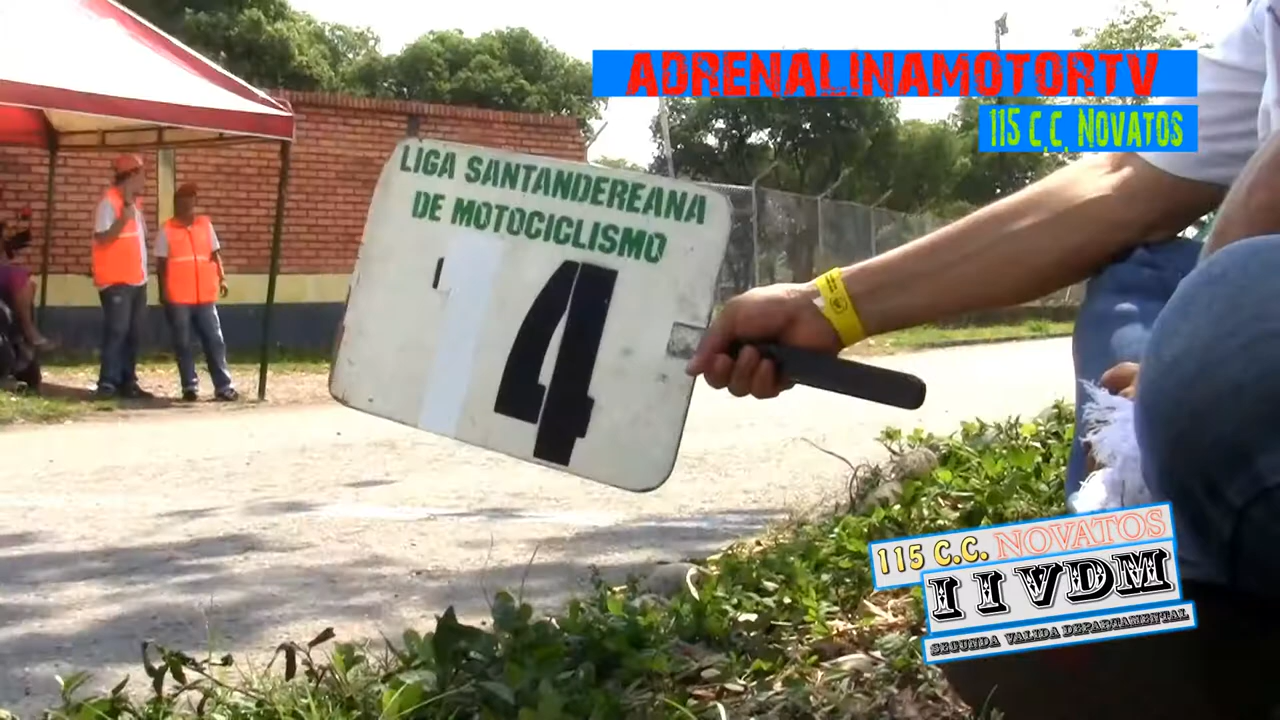 ADRENALINAMOTORTV
115 C.C. NOVATOS
LIGA SANTANDEREANA
DE MOTOCICLISMO
4
115 C.C. NOVATOS
IIVDM
SEGUNDA VALIDA DEPARTAMENTAL